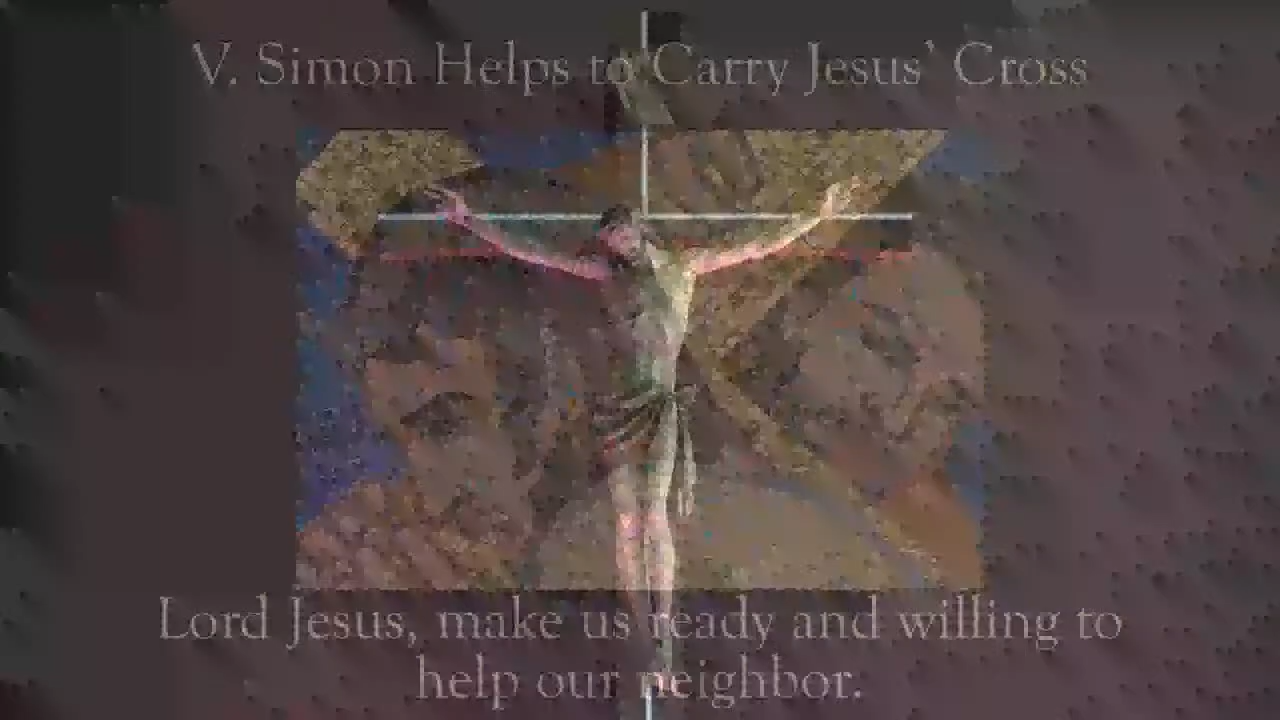 V. Simon Helps to Carry Jesus' Cross
Lord Jesus, make us ready and willing to
help our neighbor.